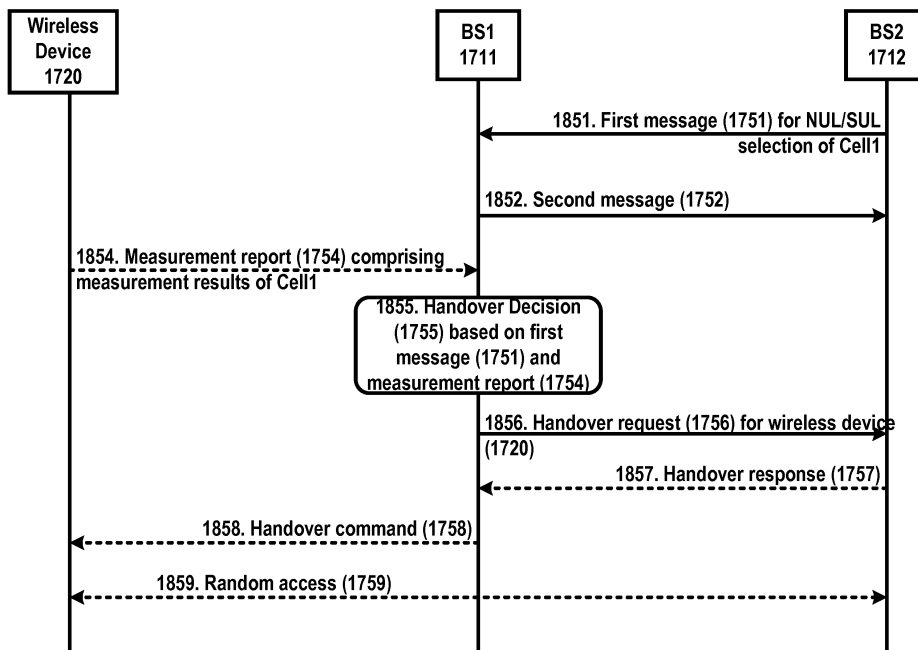 Wireless
Device
1720
BS1
1711
BS2
1712
1851. First message (1751) for NUL/SUL
selection of Cell1
1852. Second message (1752)
1854. Measurement report (1754) comprising
measurement results of Cell1
1855. Handover Decision
(1755) based on first
message (1751) and
measurement report (1754)
1856. Handover request (1756) for wireless device
(1720)
1857. Handover response (1757)
1858. Handover command (1758)
1859. Random access (1759)